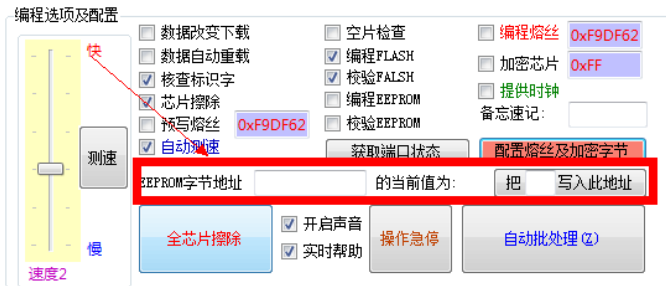 编程选项及配置
快
数据改变下载
空片检查
编程熔丝 0xF9DF62
数据自动重载
编程FLASH
加密芯片 0xFF
核查标识字
校验FALSH
提供时钟
芯片擦除
编程EEPROM
备忘速记:
预写熔丝 0xF9DF62
校验EEPROM
测速
自动测速
获取端口状态
配置熔丝及加密字节
EEPROM字节地址 的当前值为: 把 写入此地址
全芯片擦除
开启声音
实时帮助
操作急停
自动批处理(Z)
慢
速度2